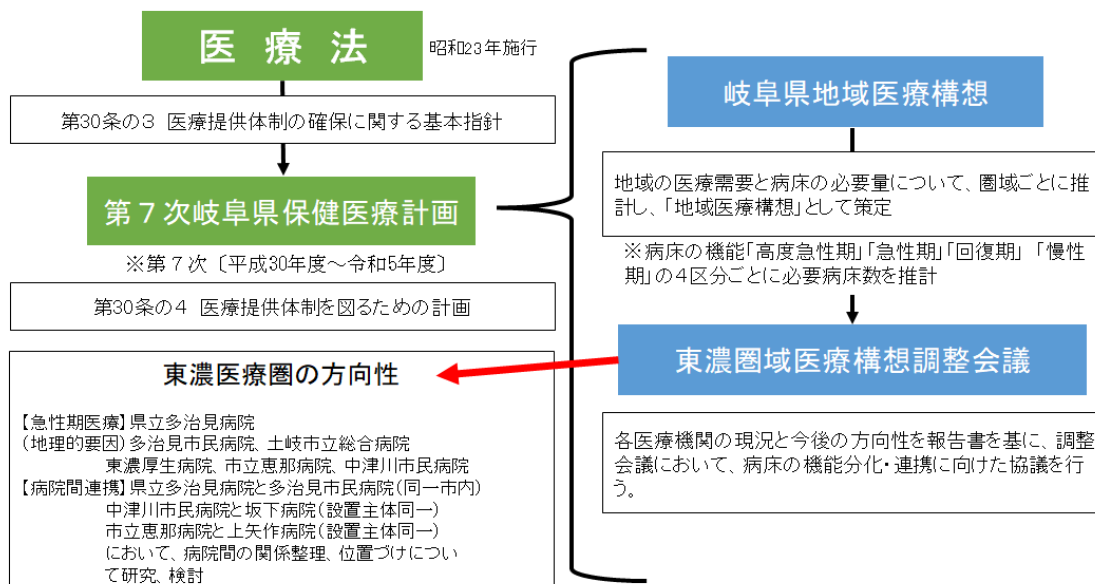 医療法
昭和23年施行
第30条の3 医療提供体制の確保に関する基本指針
第7次岐阜県保健医療計画
※第7次〔平成30年度～令和5年度〕
第30条の4 医療提供体制を図るための計画
東濃医療圏の方向性
【急性期医療】県立多治見病院
(地理的要因)多治見市民病院、土岐市立総合病院
東濃厚生病院、市立恵那病院、中津川市民病院
【病院間連携】県立多治見病院と多治見市民病院(同一市内)
中津川市民病院と坂下病院(設置主体同一)
市立恵那病院と上矢作病院(設置主体同一)
において、病院間の関係整理、位置づけについ
て研究、検討
岐阜県地域医療構想
地域の医療需要と病床の必要量について、圏域ごとに推
計し、「地域医療構想」として策定
※病床の機能「高度急性期」「急性期」「回復期」「慢性
期」の4区分ごとに必要病床数を推計
東濃圏域医療構想調整会議
各医療機関の現況と今後の方向性を報告書を基に、調整
会議において、病床の機能分化・連携に向けた協議を行
う。